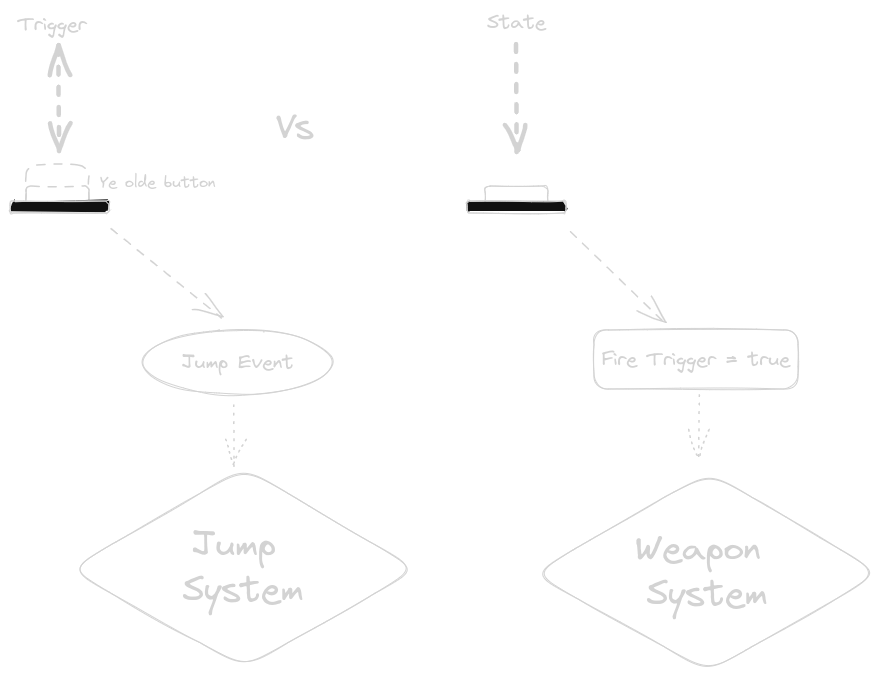 Trigger
State
Vs
Ye olde button
Jump Event
Fire Trigger = true
Jump
System
Weapon
System